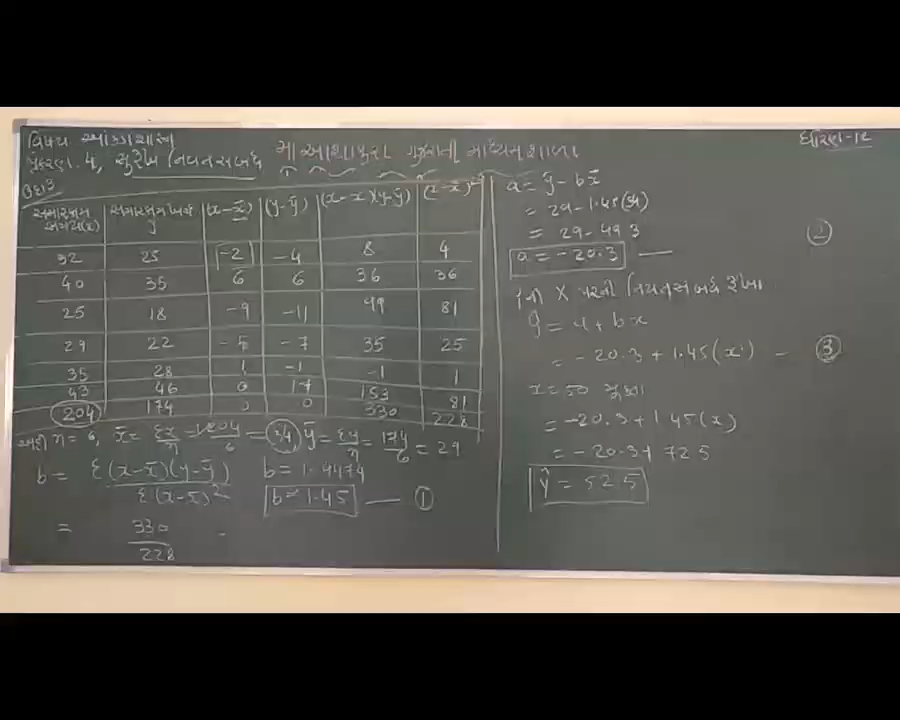 વિષય આંકડાશાસ્ત્ર
પ્રકરણ 4, સુરેખ નિયતસંબંધ
મા આશાપુરા ગુજરાતી માધ્યમ શાળા
ધોરણ-12
(x) y (x-x̄) (y-ȳ) (x-x̄)(y-ȳ) (x-x̄)²
32 25 -2 -4 8 4
40 35 6 6 36 36
25 18 -9 -11 99 81
29 22 -5 -7 35 25
35 28 1 -1 -1 1
43 46 17 153 81
204 174 0 0 330 228
અહીં n = 6, x̄ = Σx/n = 204/6 = 34 ȳ = Σy/n = 174/6 = 29
b = Σ(x-x̄)(y-ȳ) / Σ(x-x̄)²
= 330/228
b = 1.4474
b = 1.45 —— ①
a = ȳ - bx̄
= 29-1.45(34)
= 29-49.3
a = -20.3 —— ②
ની X પરની નિયતસંબંધ રેખા
ŷ = a + bx
= -20.3 + 1.45(x) - ③
x = 50 મૂકતા
= -20.3 + 1.45(x)
= -20.3 + 72.5
ŷ = 52.5